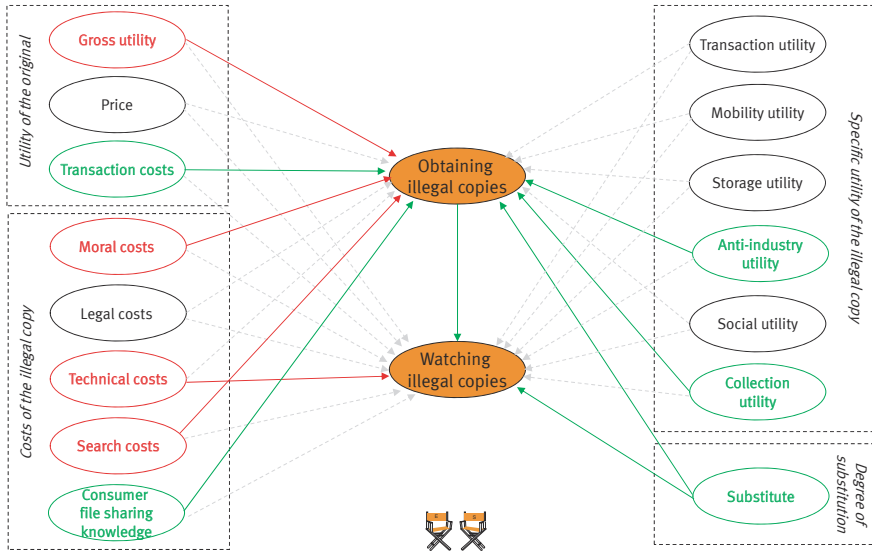 Utility of the original
Gross utility
Price
Transaction costs
Costs of the illegal copy
Moral costs
Legal costs
Technical costs
Search costs
Consumer
file sharing
knowledge
Obtaining
illegal copies
Watching
illegal copies
Specific utility of the illegal copy
Transaction utility
Mobility utility
Storage utility
Anti-industry
utility
Social utility
Collection
utility
Degree of
substitution
Substitute